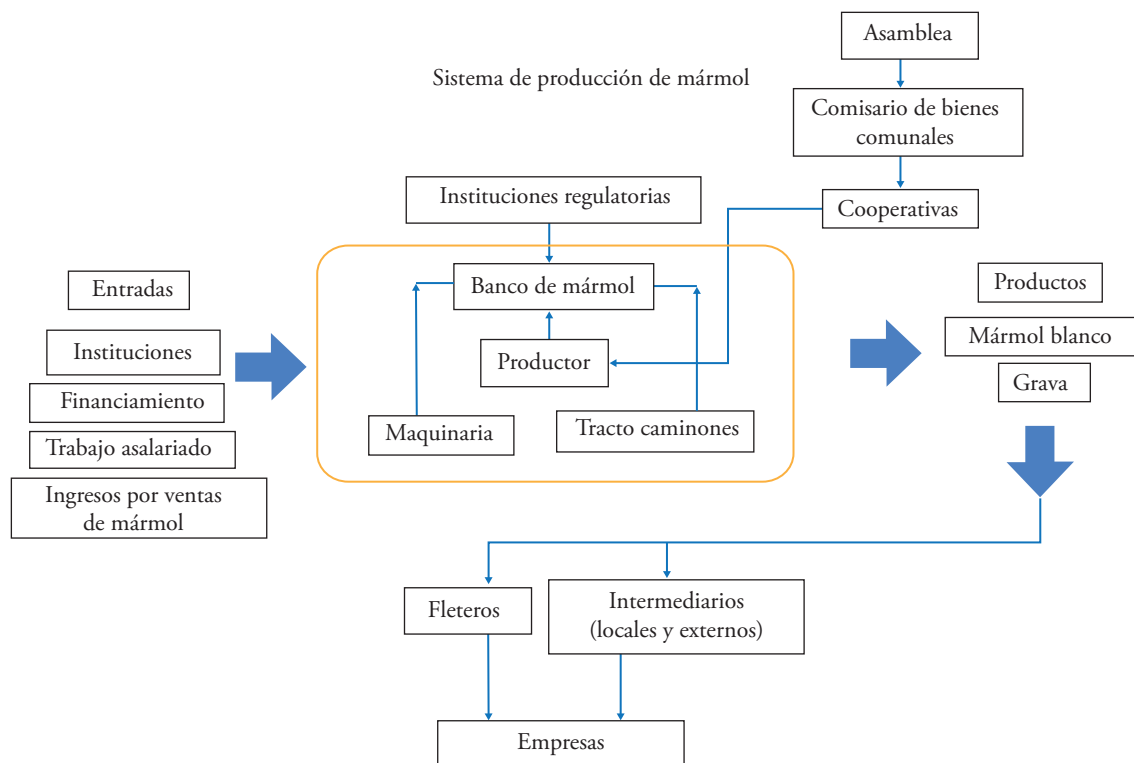 Asamblea
Sistema de producción de mármol
Comisario de bienes
comunales
Instituciones regulatorias
Cooperativas
Entradas
Instituciones
Financiamiento
Trabajo asalariado
Ingresos por ventas
de mármol
Banco de mármol
Productor
Maquinaria
Tracto caminones
Productos
Mármol blanco
Grava
Fleteros
Intermediarios
(locales y externos)
Empresas